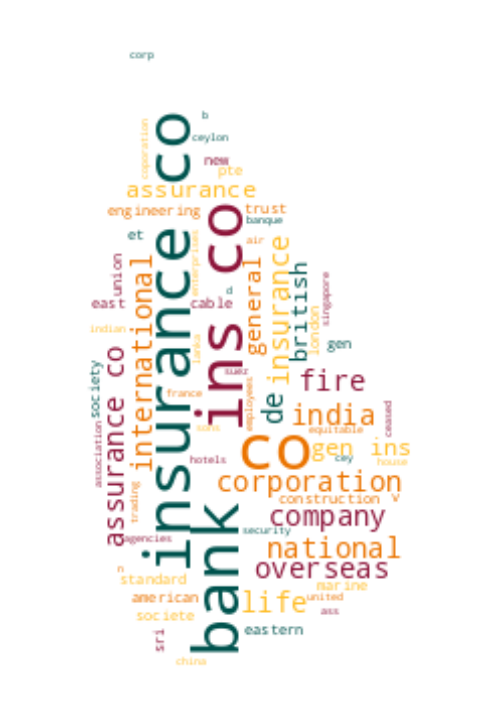 corp
b
ceylon
coporation
insurance co
new
pte
assurance
engineering
trust
banque
ins co
et
air
enterprises
union
international
general
insurance
british
singapore
d
east
cable
london
indian
gen
lanka
suez
society
assurance co
fire
france
employees
de
india
ceased
equitable
sons
association
co
gen ins
hotels
cey
house
corporation
trading
construction
v
company
bank
security
agencies
national
n
overseas
standard
marine
american
life
united
societe
ass
sri
eastern
china